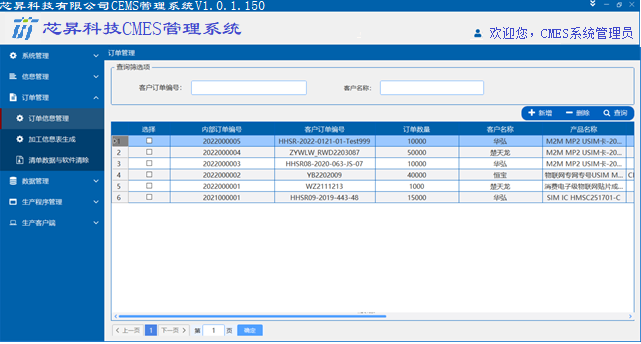 芯昇科技有限公司CEMS管理系统V1.0.1.150
芯昇科技CMES管理系统
欢迎您，CMES系统管理员
系统管理
信息管理
订单管理
订单信息管理
加工信息表生成
清单数据与软件清除
数据管理
生产程序管理
生产客户端
订单管理
查询筛选项
客户订单编号：
客户名称：
新增 删除 查询
选择 内部订单编号 客户订单编号 订单数量 客户名称 产品名称
1 2022000005 HHSR-2022-0121-01-Test999 10000 华弘 M2M MP2 USIM卡-20...
2 2022000004 ZYWLW_RWD2203087 50000 楚天龙 M2M MP2 USIM卡-20...
3 2022000003 HHSR08-2020-063-JS-07 10000 华弘 M2M MP2 USIM卡-20...
4 2022000002 YB2202009 40000 恒宝 物联网专网专号USIM M...
5 2022000001 WZ2111213 1000 楚天龙 消费电子级物联网贴片成...
6 2021000001 HHSR09-2019-443-48 15000 华弘 SIM IC HMSC251701-C
上一页 1 下一页 第 1 页 确定